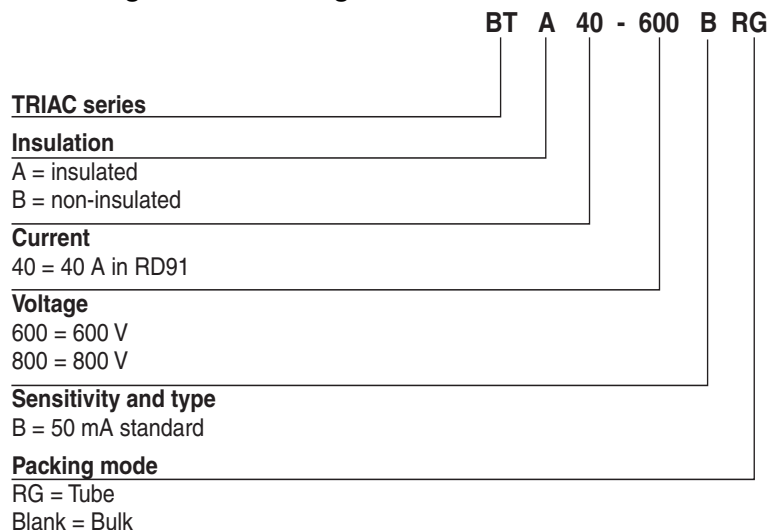 BT A 40 - 600 B RG
TRIAC series
Insulation
A = insulated
B = non-insulated
Current
40 = 40 A in RD91
Voltage
600 = 600 V
800 = 800 V
Sensitivity and type
B = 50 mA standard
Packing mode
RG = Tube
Blank = Bulk